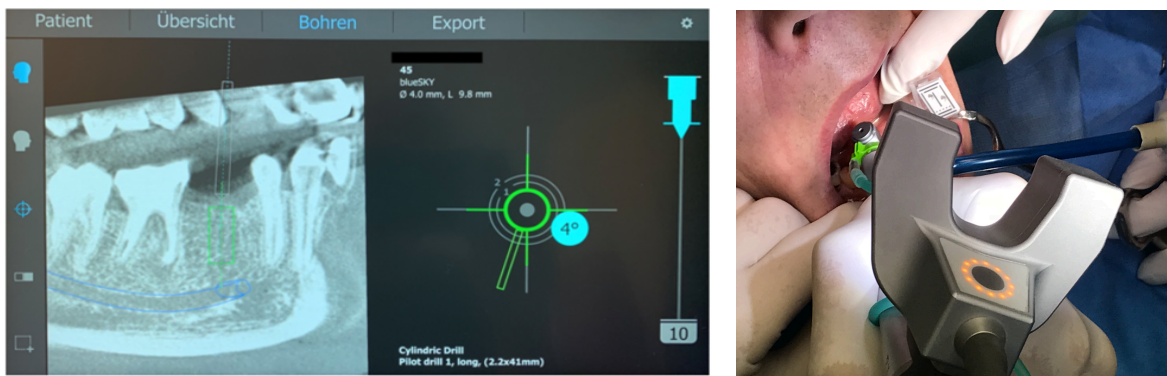 Patient
Übersicht
Bohren
Export
45
blueSKY
Ø 4.0 mm, L 9.8 mm
2
1
4°
10
Cylindric Drill
Pilot drill 1, long, (2.2x41mm)